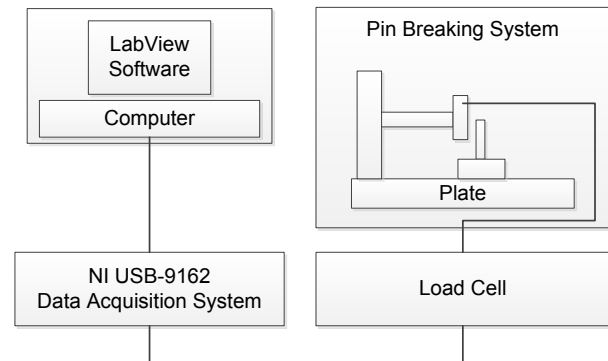 LabView
Software
Computer
Pin Breaking System
Plate
NI USB-9162
Data Acquisition System
Load Cell